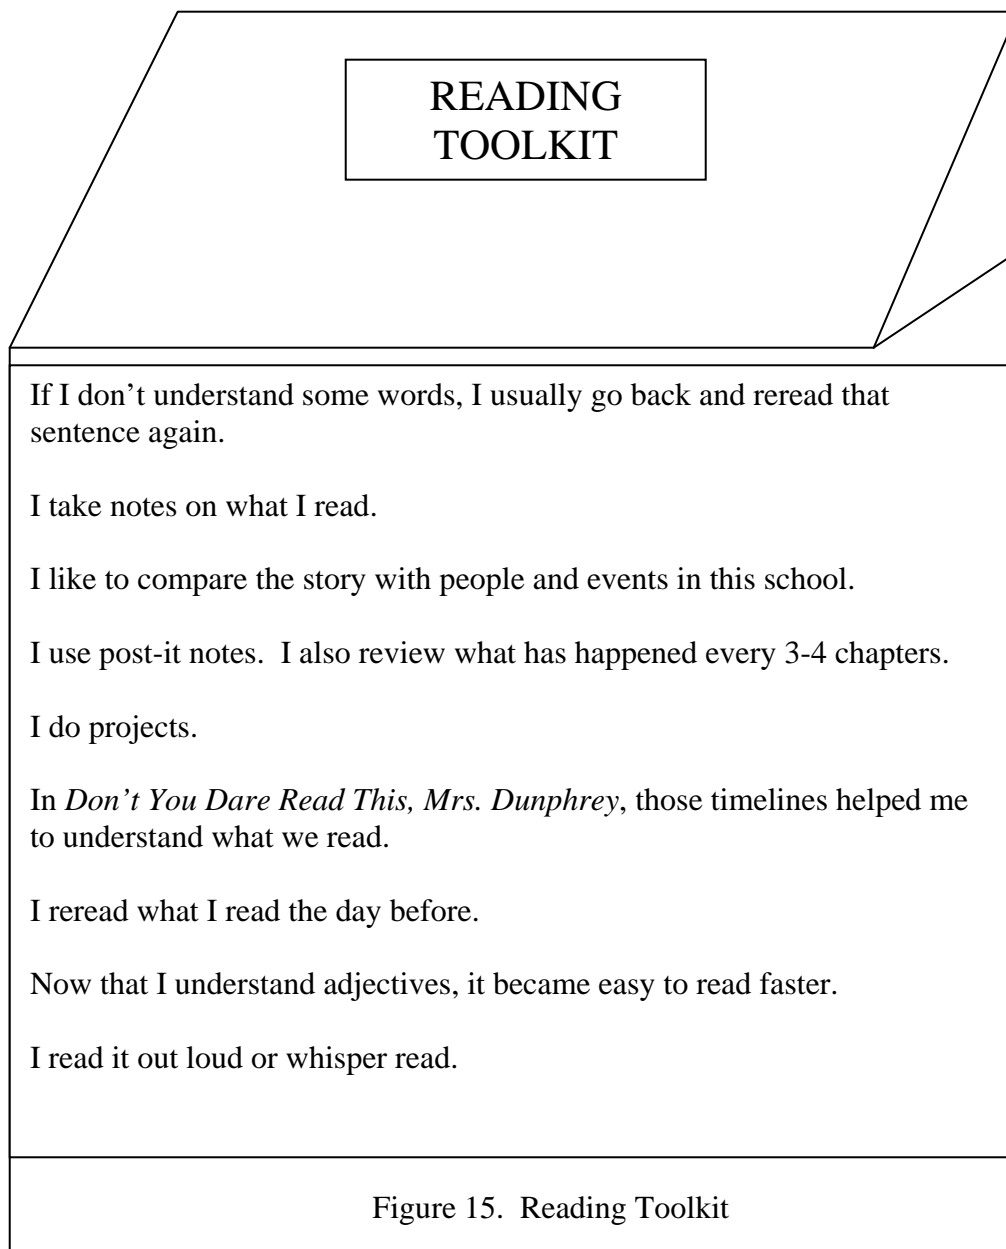 READING
TOOLKIT
If I don’t understand some words, I usually go back and reread that
sentence again.
I take notes on what I read.
I like to compare the story with people and events in this school.
I use post-it notes.  I also review what has happened every 3-4 chapters.
I do projects.
In Don’t You Dare Read This, Mrs. Dunphrey, those timelines helped me
to understand what we read.
I reread what I read the day before.
Now that I understand adjectives, it became easy to read faster.
I read it out loud or whisper read.
Figure 15.  Reading Toolkit